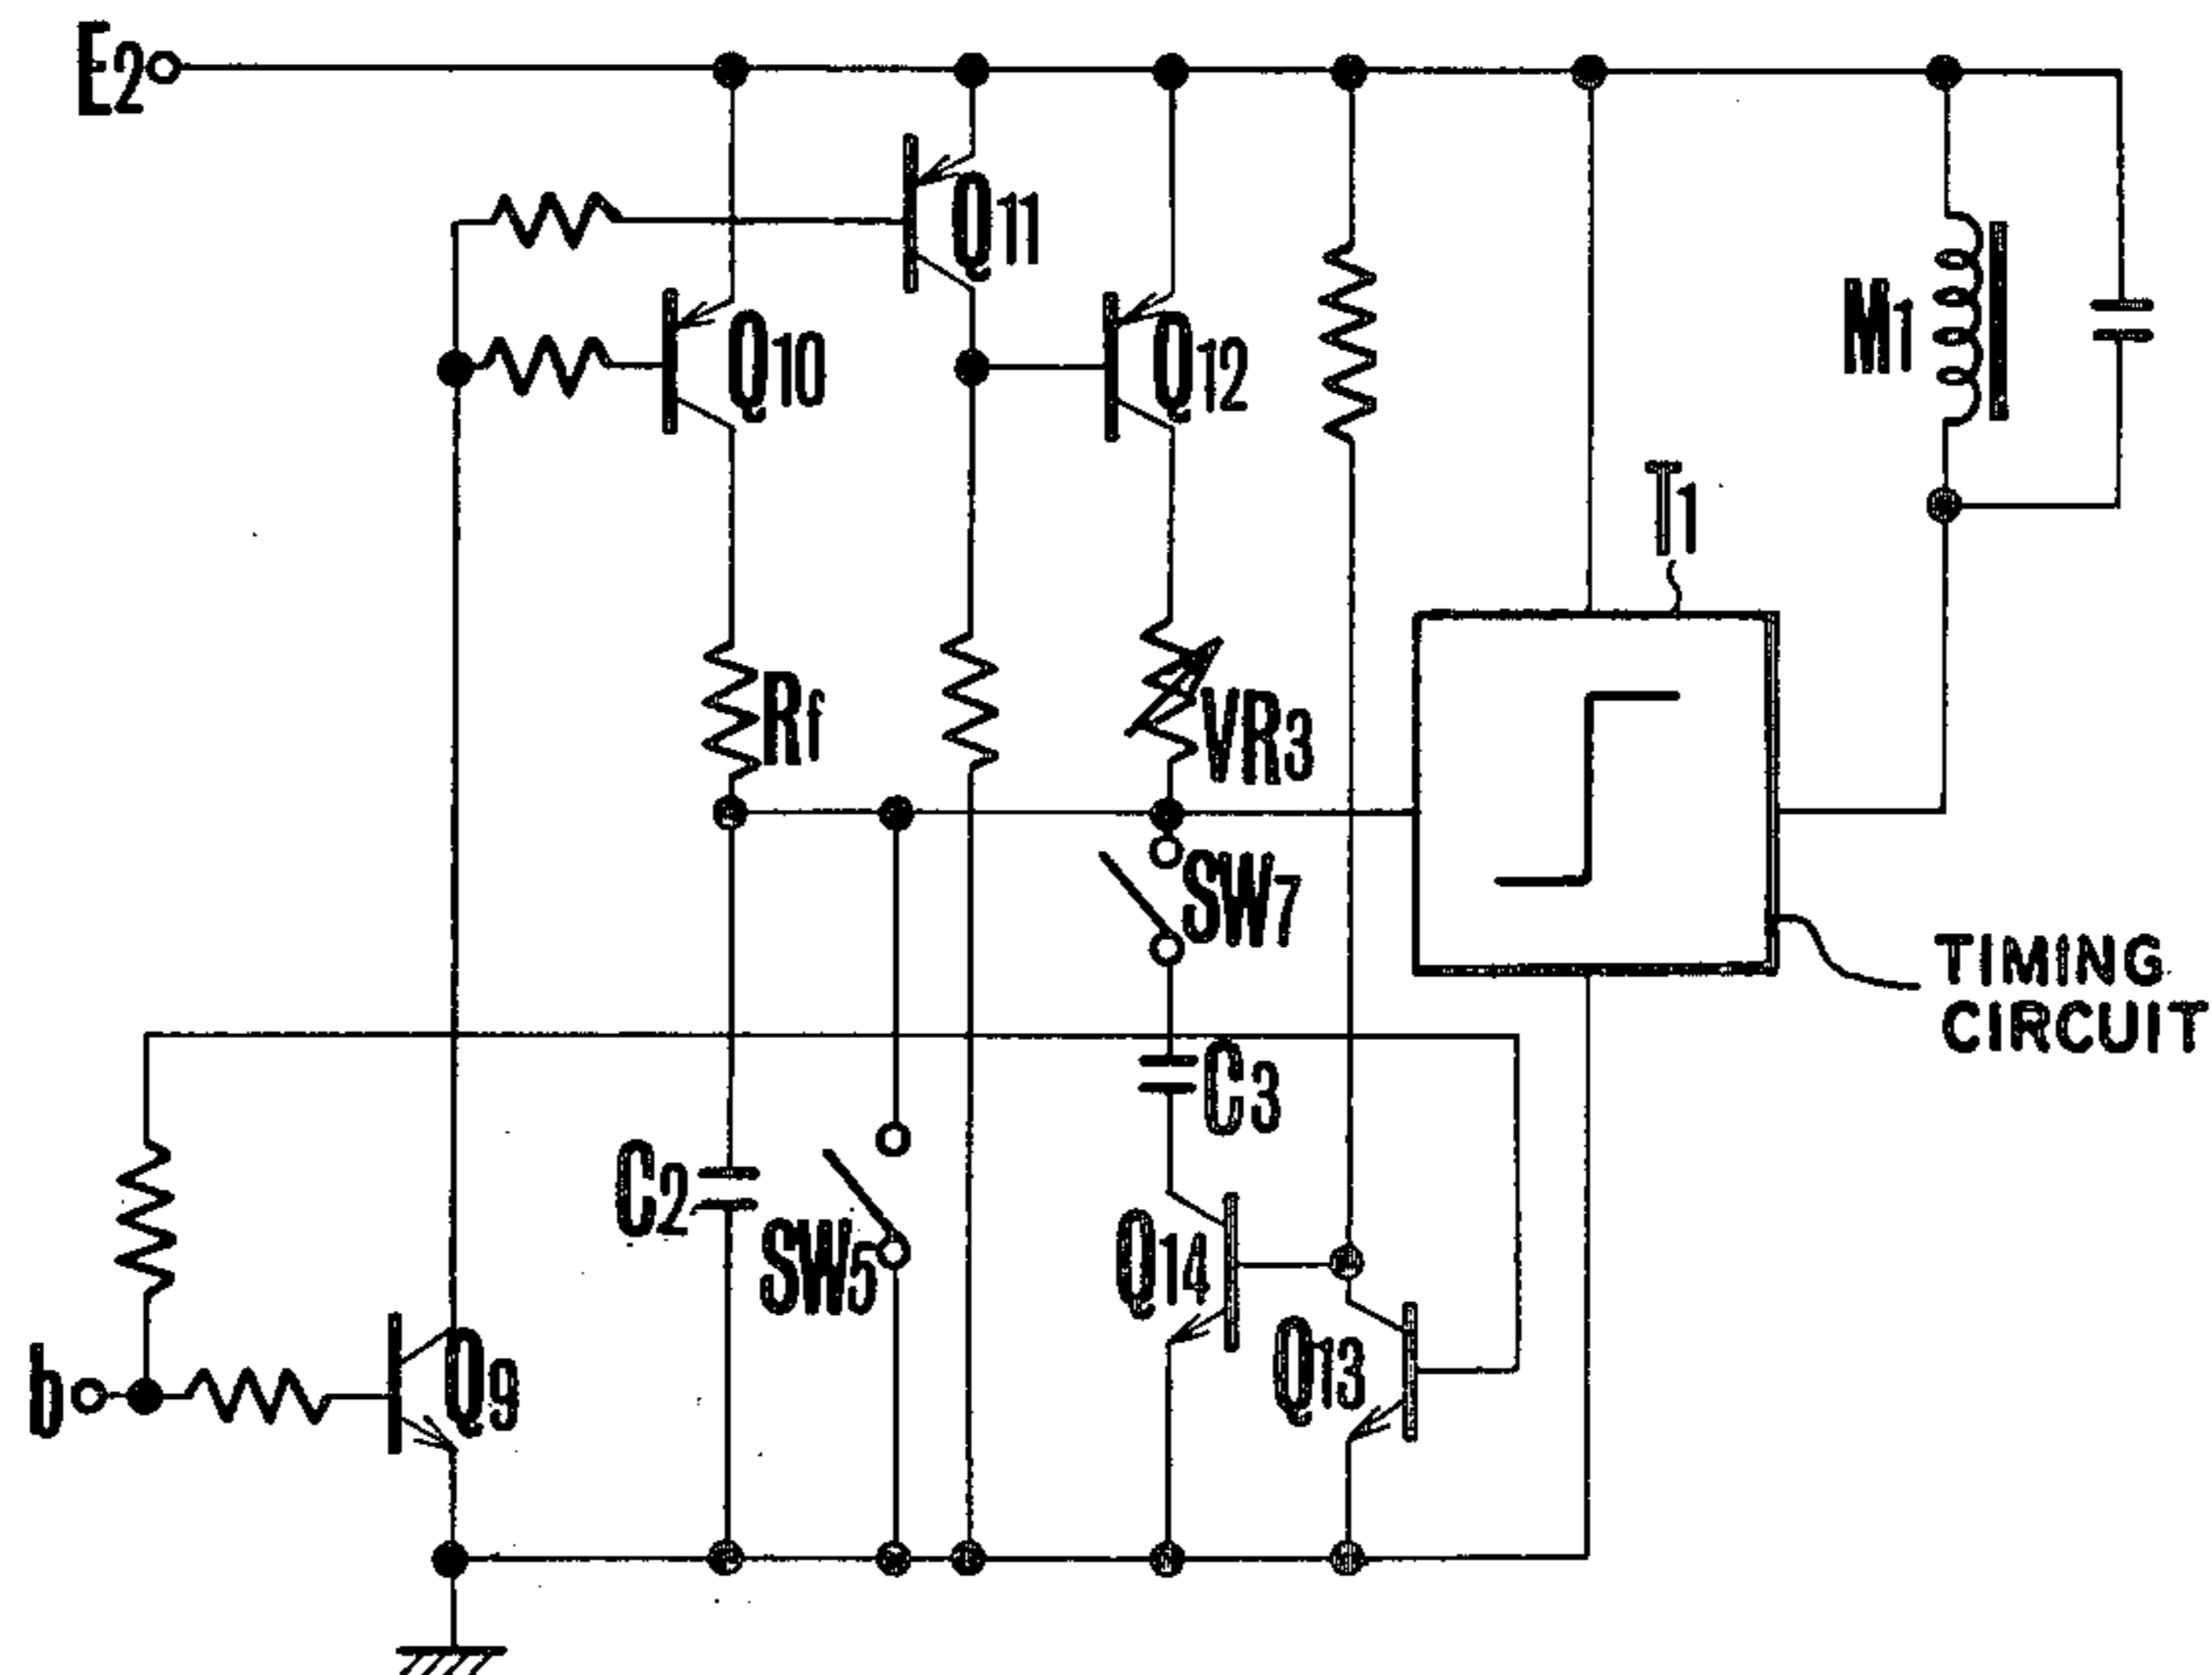 E2
Q11
Q10
Q12
M1
T1
Rf
VR3
SW7
TIMING
CIRCUIT
C3
C2
SW5
Q14
Q13
b
Q9